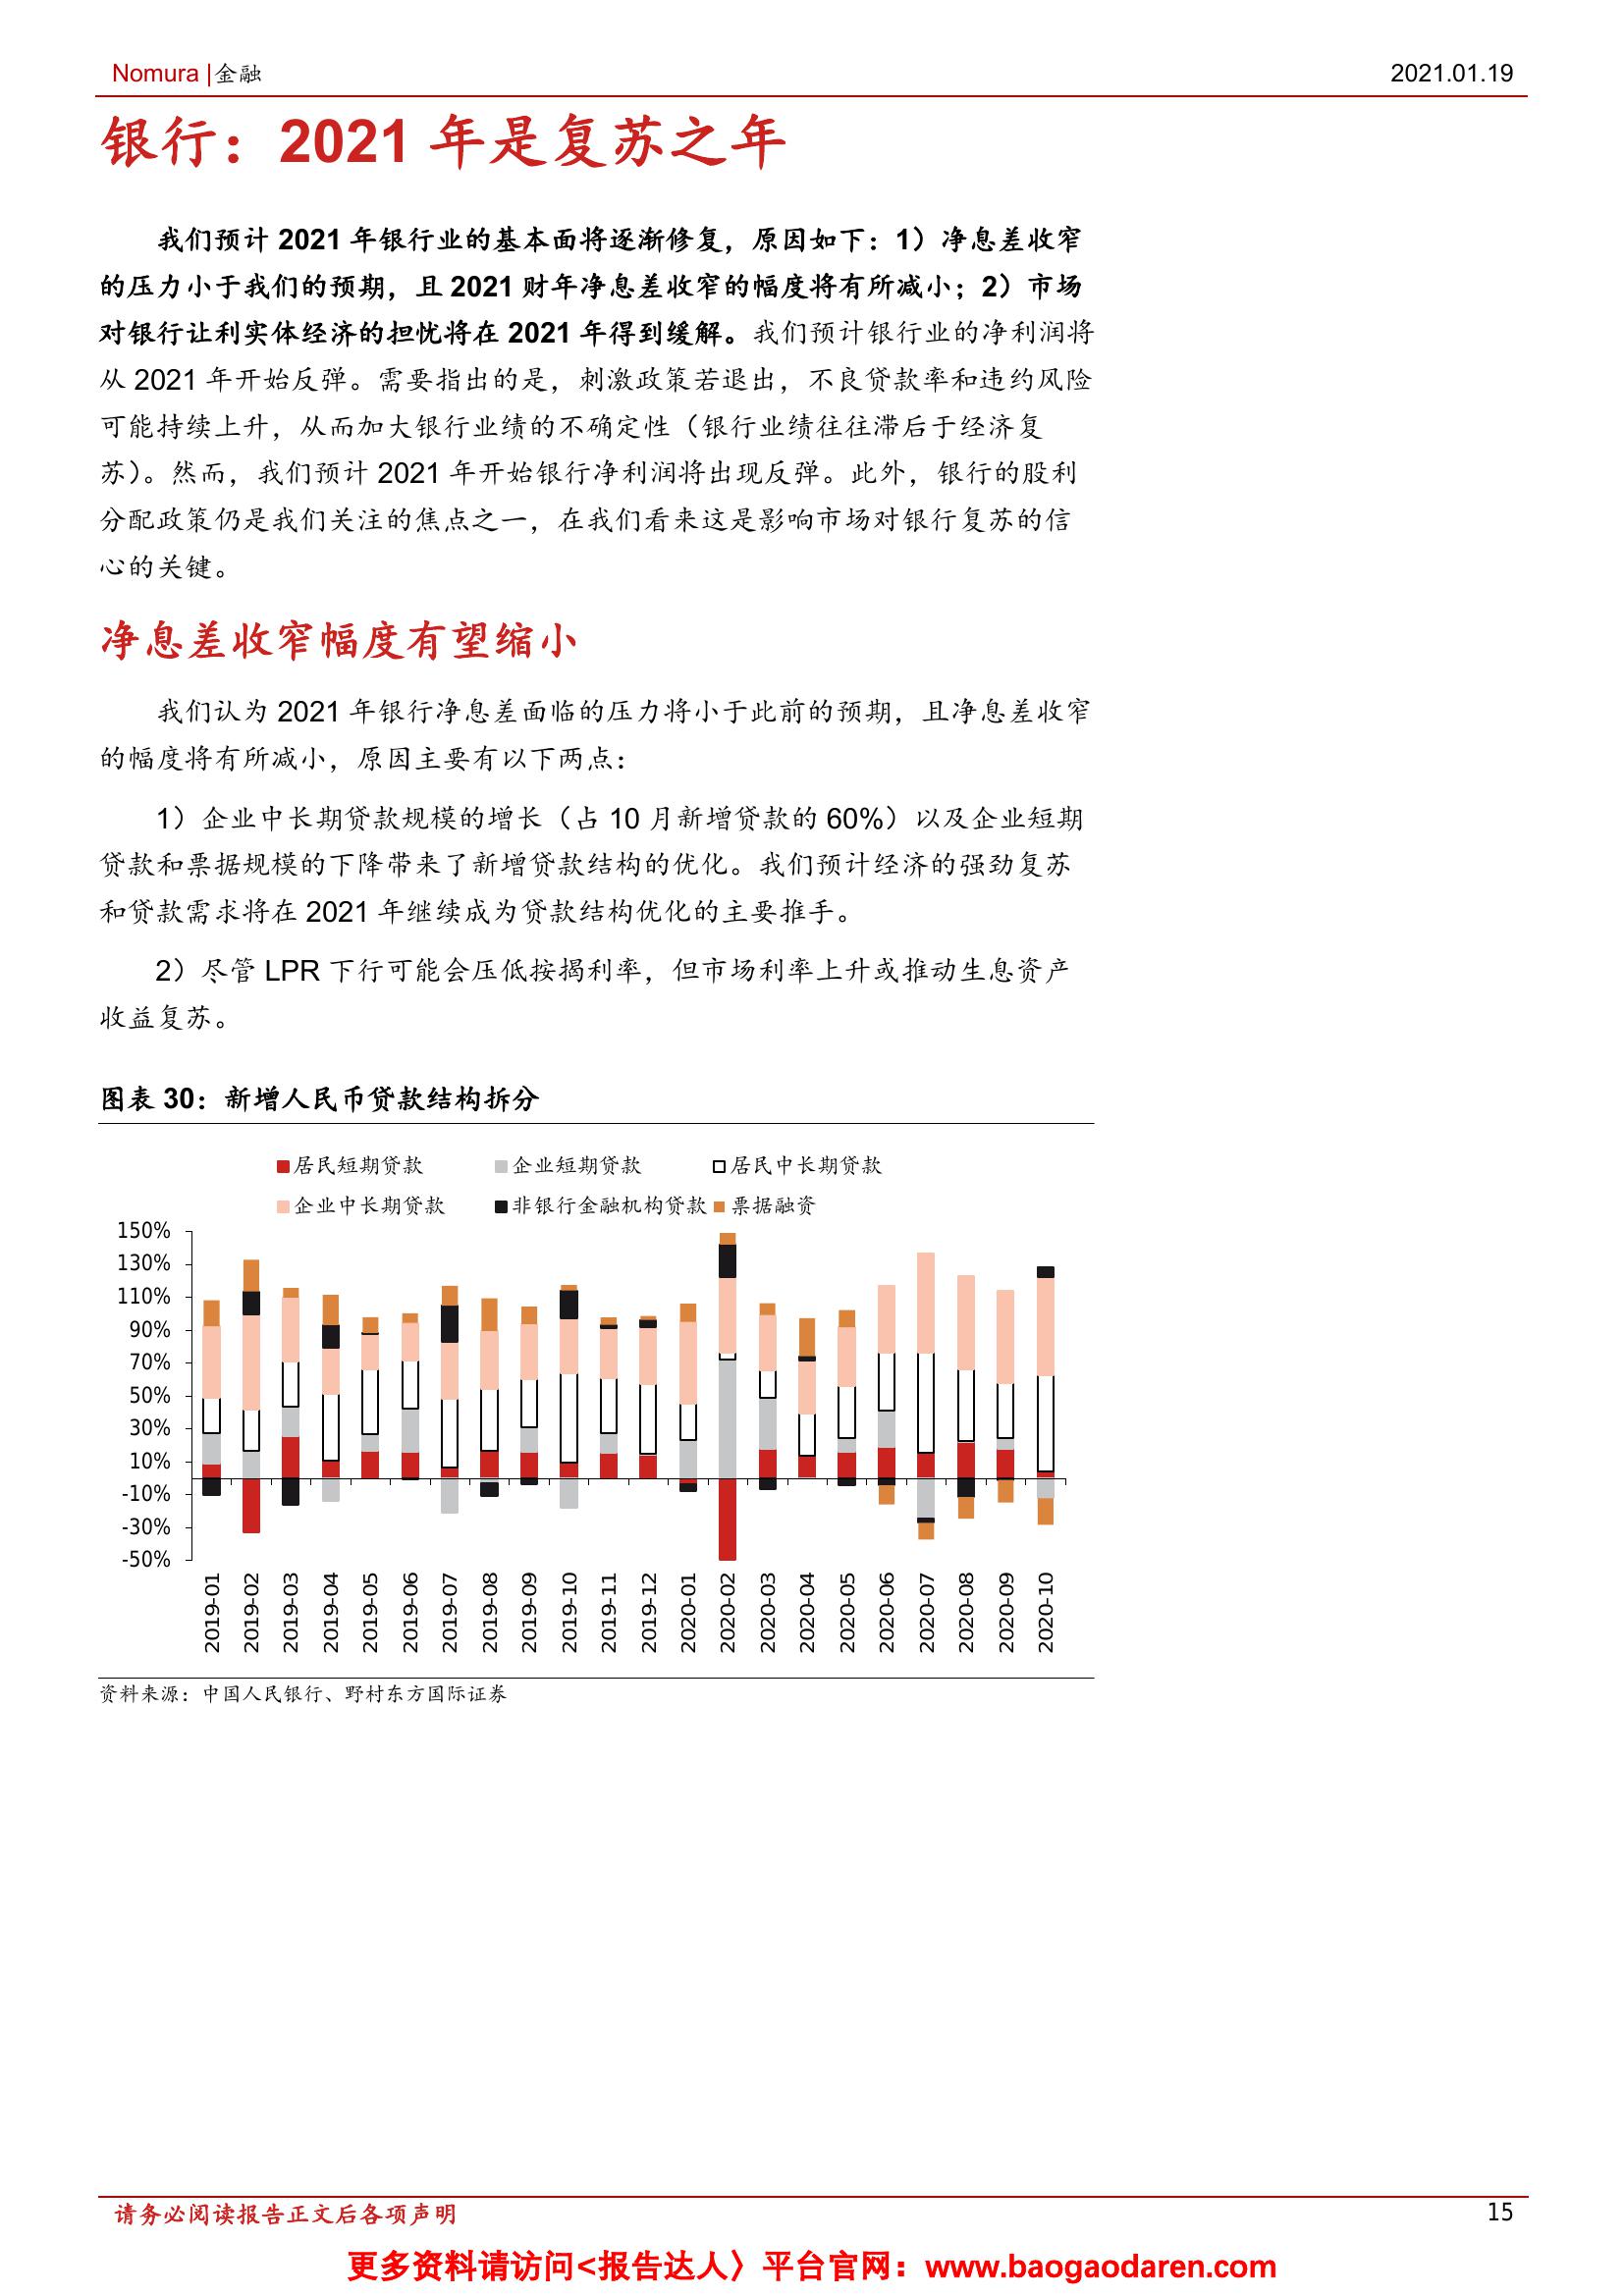 Nomura |金融
2021.01.19
银行：2021 年是复苏之年
我们预计 2021 年银行业的基本面将逐渐修复，原因如下：1）净息差收窄
的压力小于我们的预期，且 2021 财年净息差收窄的幅度将有所减小；2）市场
对银行让利实体经济的担忧将在 2021 年得到缓解。我们预计银行业的净利润将
从 2021 年开始反弹。需要指出的是，刺激政策若退出，不良贷款率和违约风险
可能持续上升，从而加大银行业绩的不确定性（银行业绩往往滞后于经济复
苏）。然而，我们预计 2021 年开始银行净利润将出现反弹。此外，银行的股利
分配政策仍是我们关注的焦点之一，在我们看来这是影响市场对银行复苏的信
心的关键。
净息差收窄幅度有望缩小
我们认为 2021 年银行净息差面临的压力将小于此前的预期，且净息差收窄
的幅度将有所减小，原因主要有以下两点：
1）企业中长期贷款规模的增长（占 10 月新增贷款的 60%）以及企业短期
贷款和票据规模的下降带来了新增贷款结构的优化。我们预计经济的强劲复苏
和贷款需求将在 2021 年继续成为贷款结构优化的主要推手。
2）尽管 LPR 下行可能会压低按揭利率，但市场利率上升或推动生息资产
收益复苏。
图表 30：新增人民币贷款结构拆分
居民短期贷款 企业短期贷款 居民中长期贷款
企业中长期贷款 非银行金融机构贷款 票据融资
150%
130%
110%
90%
70%
50%
30%
10%
-10%
-30%
-50%
2019-01
2019-02
2019-03
2019-04
2019-05
2019-06
2019-07
2019-08
2019-09
2019-10
2019-11
2019-12
2020-01
2020-02
2020-03
2020-04
2020-05
2020-06
2020-07
2020-08
2020-09
2020-10
资料来源：中国人民银行、野村东方国际证券
请务必阅读报告正文后各项声明
15
更多资料请访问<报告达人〉平台官网：www.baogaodaren.com